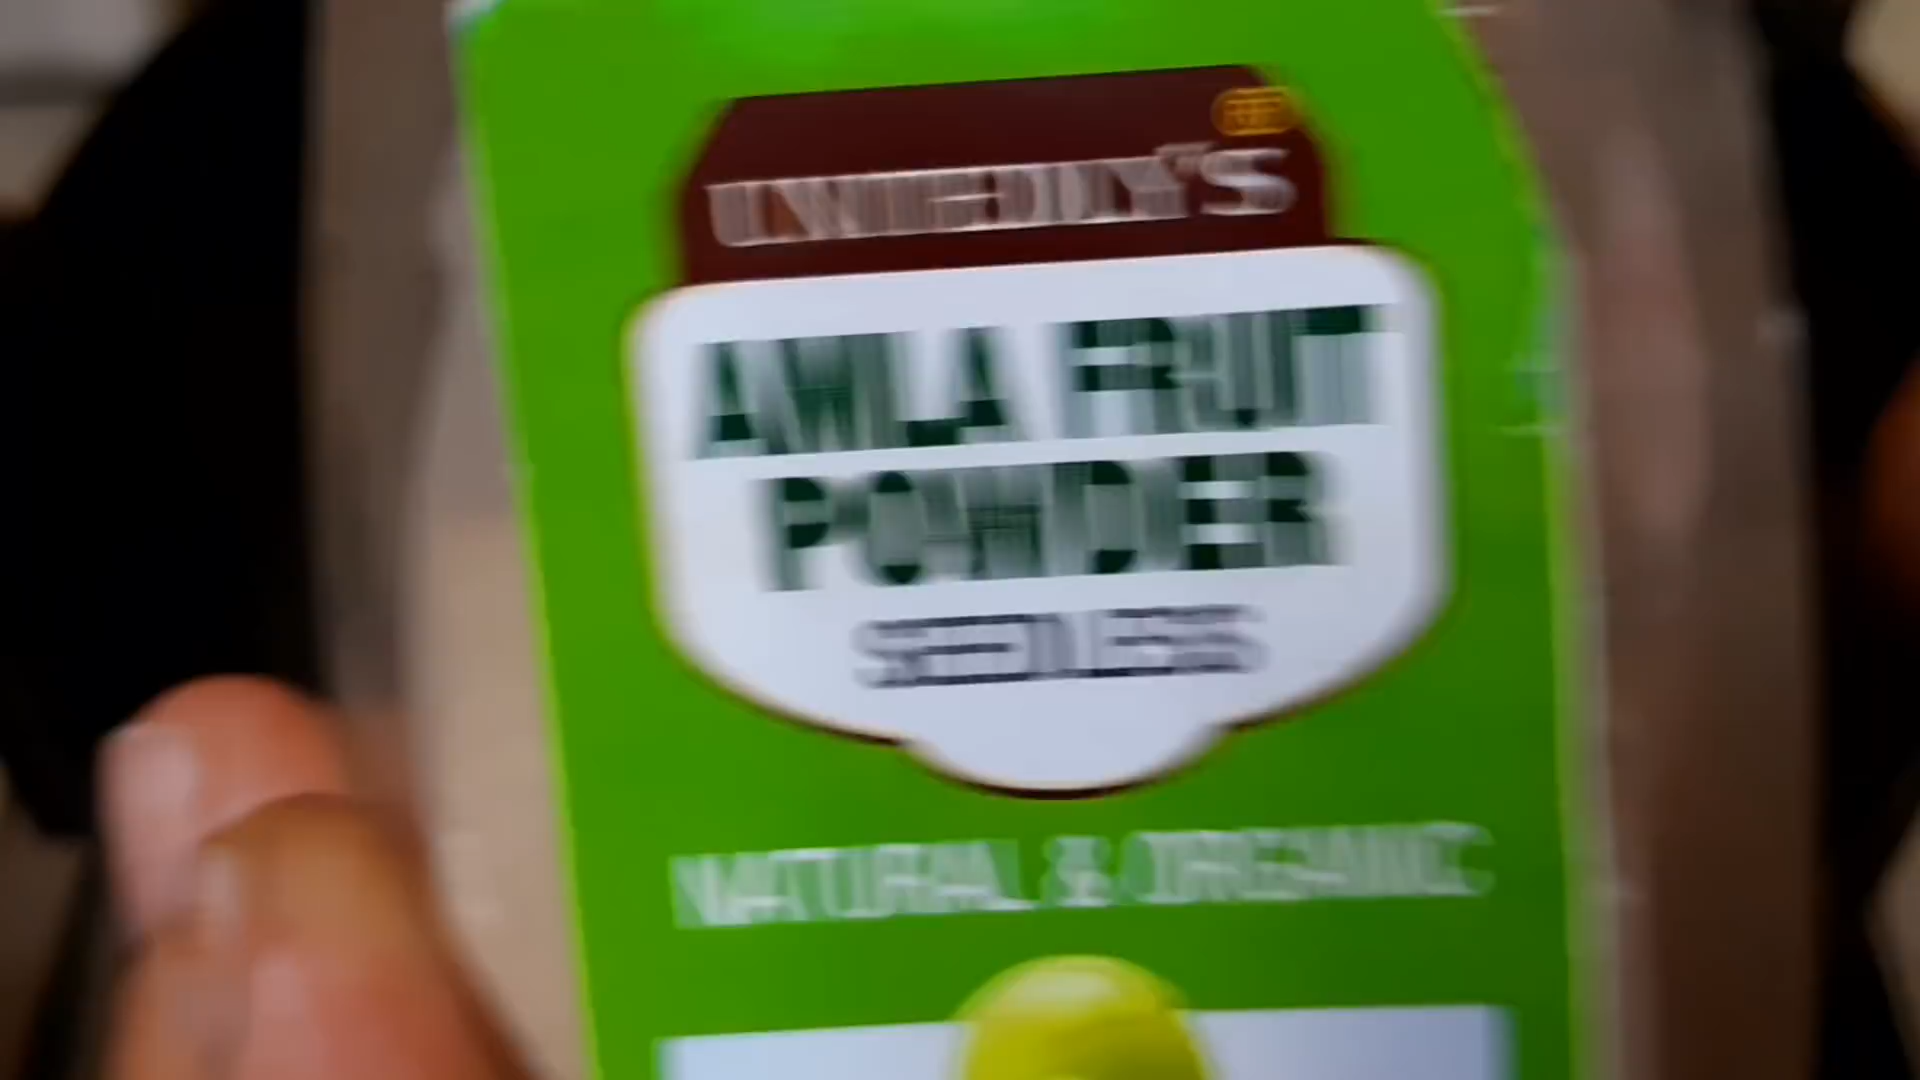 AMLA FRUIT
POWDER
SEEDLESS
NATURAL & ORGANIC